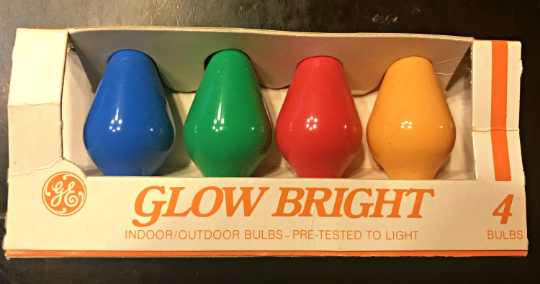 GE
GLOW BRIGHT
INDOOR/OUTDOOR BULBS–PRE-TESTED TO LIGHT
4
BULBS